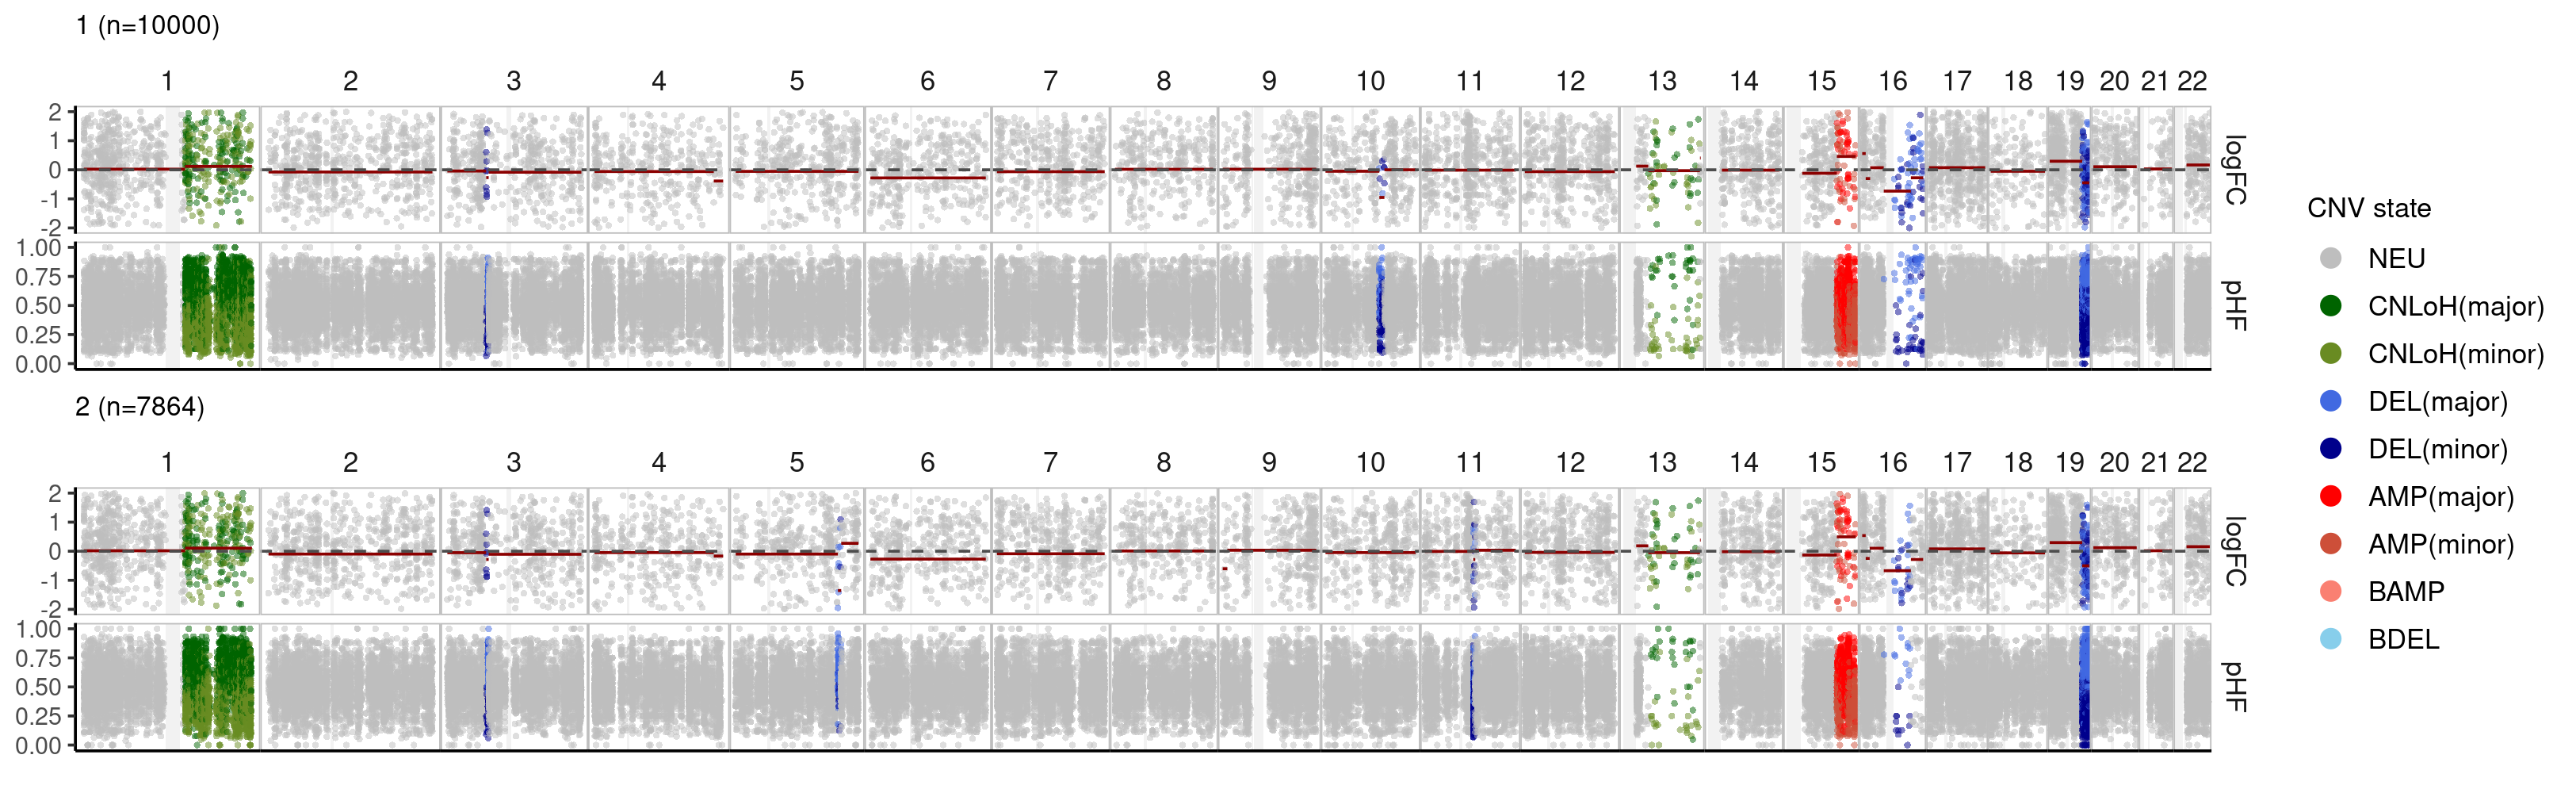 1 (n=10000)
1 2 3 4 5 6 7 8 9 10 11 12 13 14 15 16 17 18 19 20 21 22
2
1
0
-1
-2
logFC
1.00
0.75
0.50
0.25
0.00
pHF
2 (n=7864)
1 2 3 4 5 6 7 8 9 10 11 12 13 14 15 16 17 18 19 20 21 22
2
1
0
-1
-2
logFC
1.00
0.75
0.50
0.25
0.00
pHF
CNV state
NEU
CNLoH(major)
CNLoH(minor)
DEL(major)
DEL(minor)
AMP(major)
AMP(minor)
BAMP
BDEL